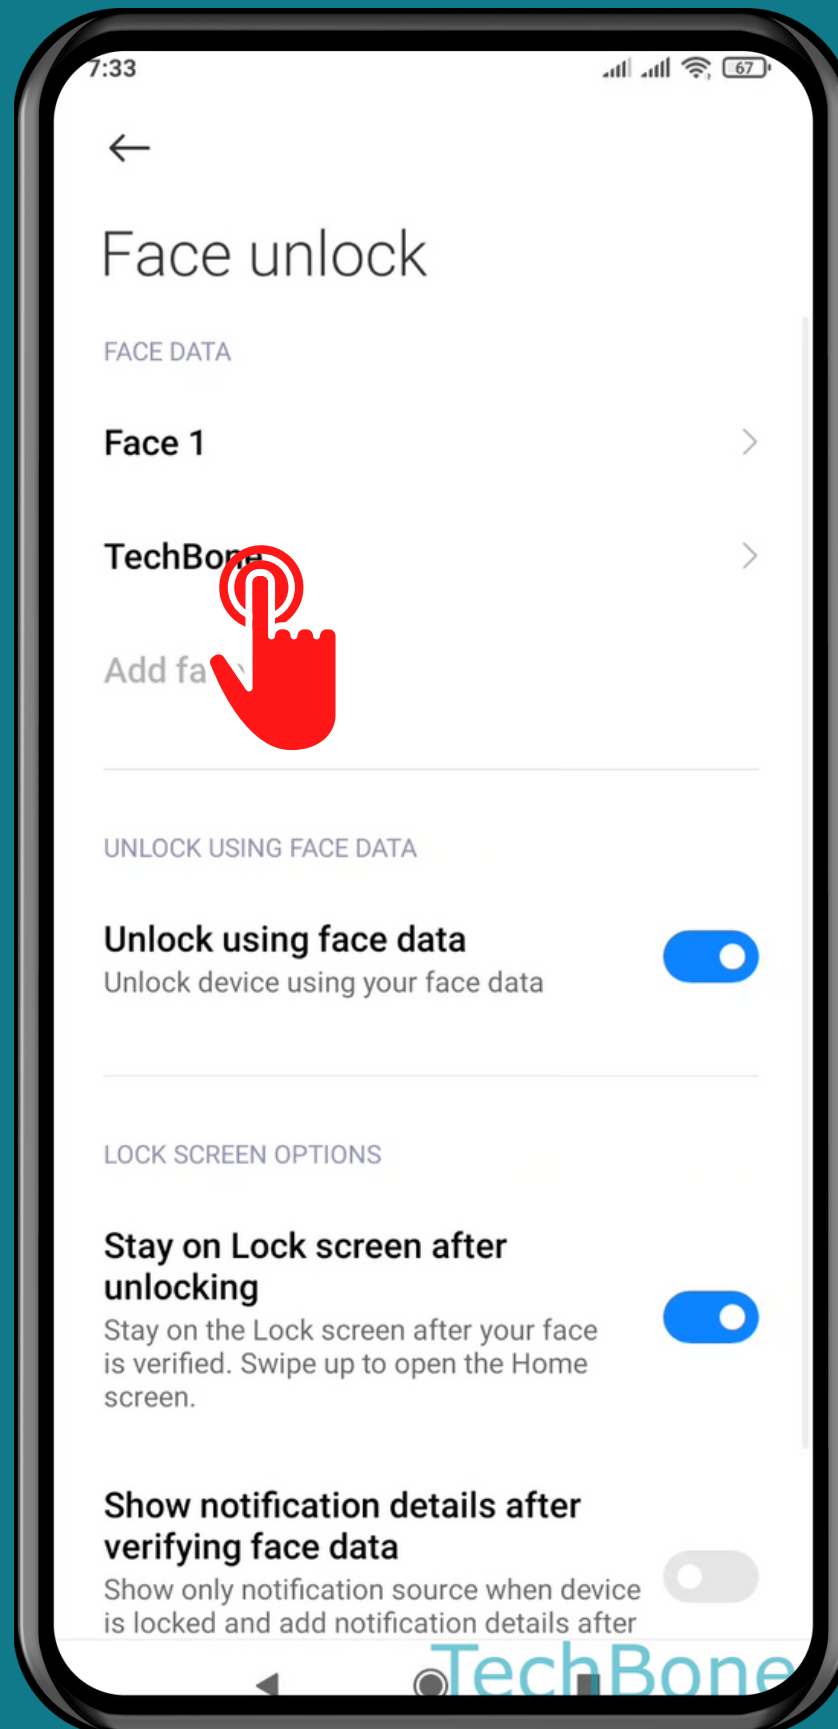 7:33
67
Face unlock
FACE DATA
Face 1
TechBone
Add fa
UNLOCK USING FACE DATA
Unlock using face data
Unlock device using your face data
LOCK SCREEN OPTIONS
Stay on Lock screen after
unlocking
Stay on the Lock screen after your face
is verified. Swipe up to open the Home
screen.
Show notification details after
verifying face data
Show only notification source when device
is locked and add notification details after
TechBone